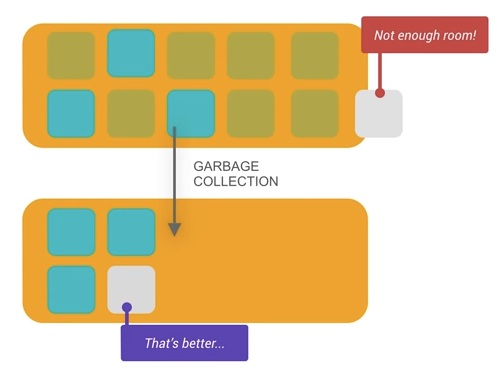 Not enough room!
GARBAGE
COLLECTION
That's better...